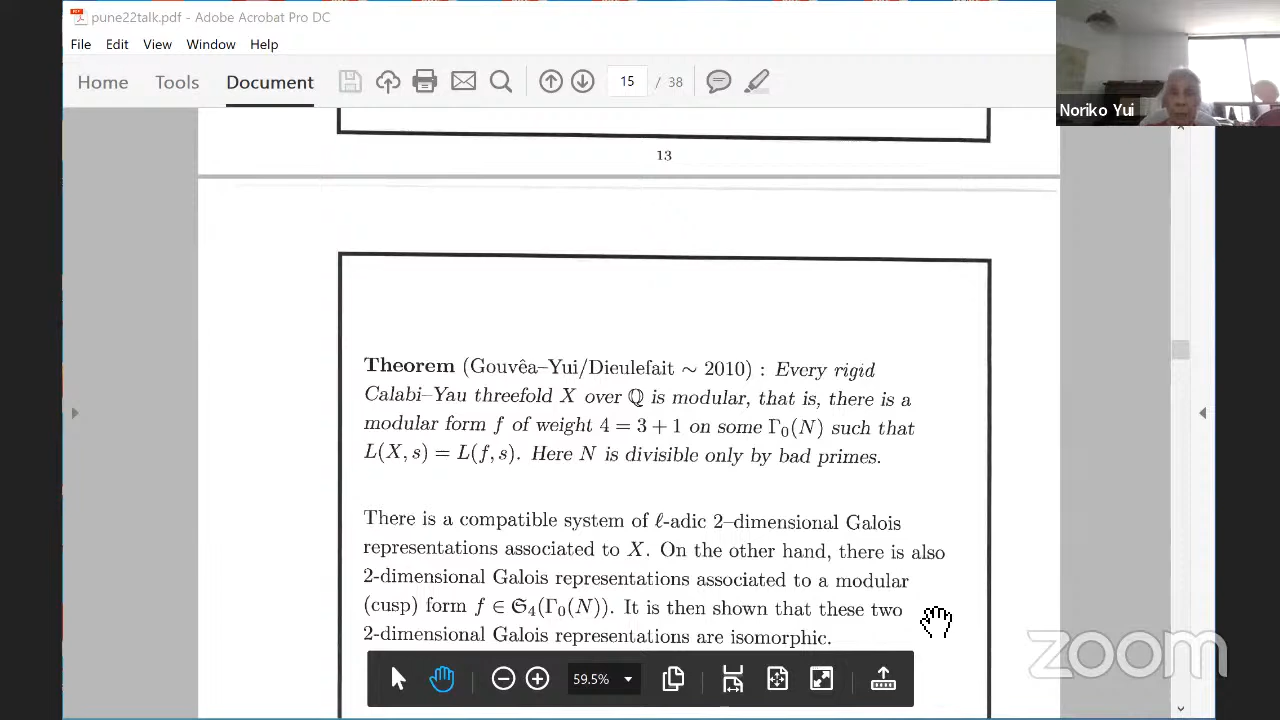 pune22talk.pdf - Adobe Acrobat Pro DC
File Edit View Window Help
Home Tools Document 15 / 38
Noriko Yui
13
Theorem (Gouvêa–Yui/Dieulefait ∼ 2010) : Every rigid
Calabi–Yau threefold X over ℚ is modular, that is, there is a
modular form f of weight 4 = 3 + 1 on some Γ₀(N) such that
L(X, s) = L(f, s). Here N is divisible only by bad primes.
There is a compatible system of ℓ-adic 2–dimensional Galois
representations associated to X. On the other hand, there is also
2-dimensional Galois representations associated to a modular
(cusp) form f ∈ 𝔖₄(Γ₀(N)). It is then shown that these two
2-dimensional Galois representations are isomorphic.
59.5%
zoom